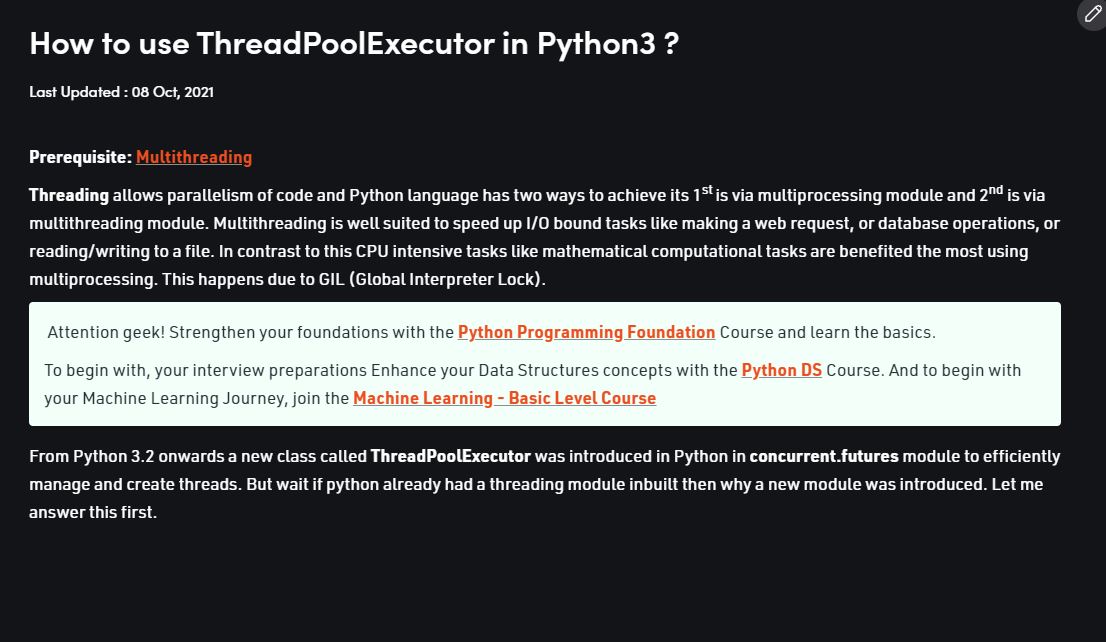 How to use ThreadPoolExecutor in Python3 ?
Last Updated : 08 Oct, 2021
Prerequisite: Multithreading
Threading allows parallelism of code and Python language has two ways to achieve its 1st is via multiprocessing module and 2nd is via
multithreading module. Multithreading is well suited to speed up I/O bound tasks like making a web request, or database operations, or
reading/writing to a file. In contrast to this CPU intensive tasks like mathematical computational tasks are benefited the most using
multiprocessing. This happens due to GIL (Global Interpreter Lock).
Attention geek! Strengthen your foundations with the Python Programming Foundation Course and learn the basics.
To begin with, your interview preparations Enhance your Data Structures concepts with the Python DS Course. And to begin with
your Machine Learning Journey, join the Machine Learning - Basic Level Course
From Python 3.2 onwards a new class called ThreadPoolExecutor was introduced in Python in concurrent.futures module to efficiently
manage and create threads. But wait if python already had a threading module inbuilt then why a new module was introduced. Let me
answer this first.